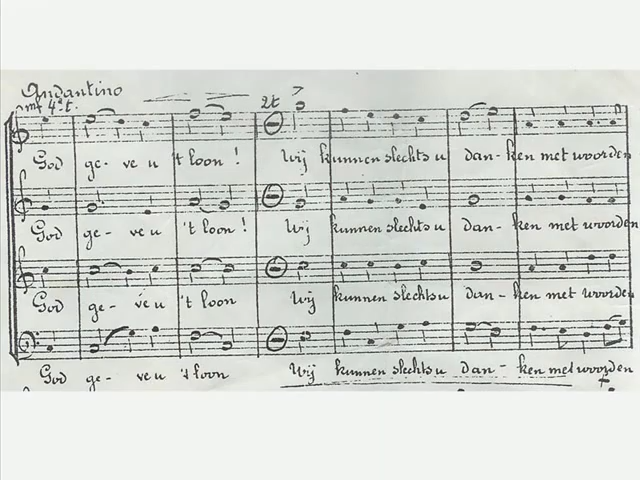 Andantino
mf 4t. 2t
God ge- ve u 't loon! Wij kunnen slechts u dan- ken met woorden
God ge- ve u 't loon! Wij kunnen slechts u dan- ken met woorden
God ge- ve u 't loon Wij kunnen slechts u dan- ken met woorden
God ge- ve u 't loon Wij kunnen slechts u dan- ken met woorden